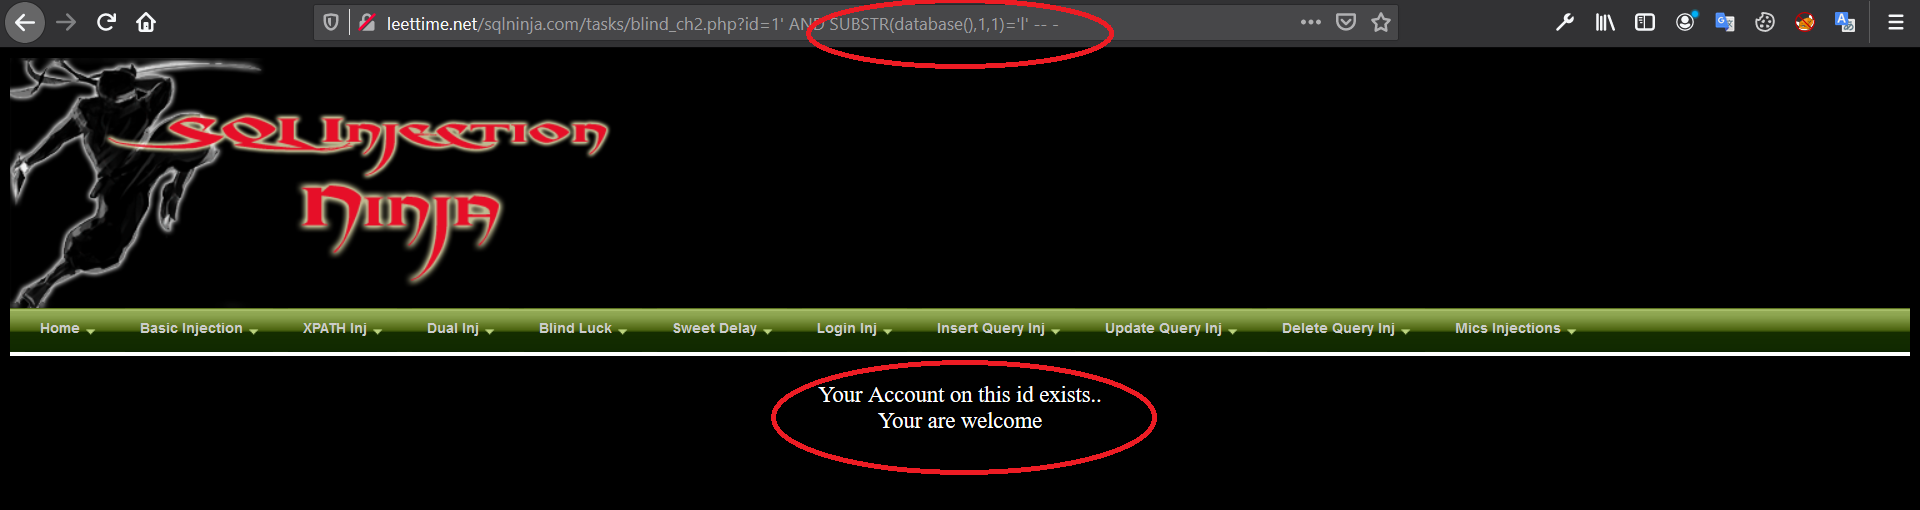 leettime.net/sqlninja.com/tasks/blind_ch2.php?id=1' AND SUBSTR(database(),1,1)='l' -- -
SQL Injection
Ninja
Home Basic Injection XPATH Inj Dual Inj Blind Luck Sweet Delay Login Inj Insert Query Inj Update Query Inj Delete Query Inj Mics Injections
Your Account on this id exists..
Your are welcome